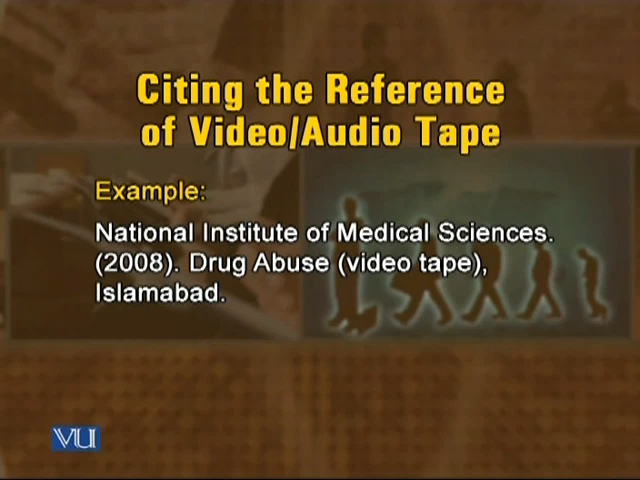 Citing the Reference
of Video/Audio Tape
Example:
National Institute of Medical Sciences.
(2008). Drug Abuse (video tape),
Islamabad.
VU